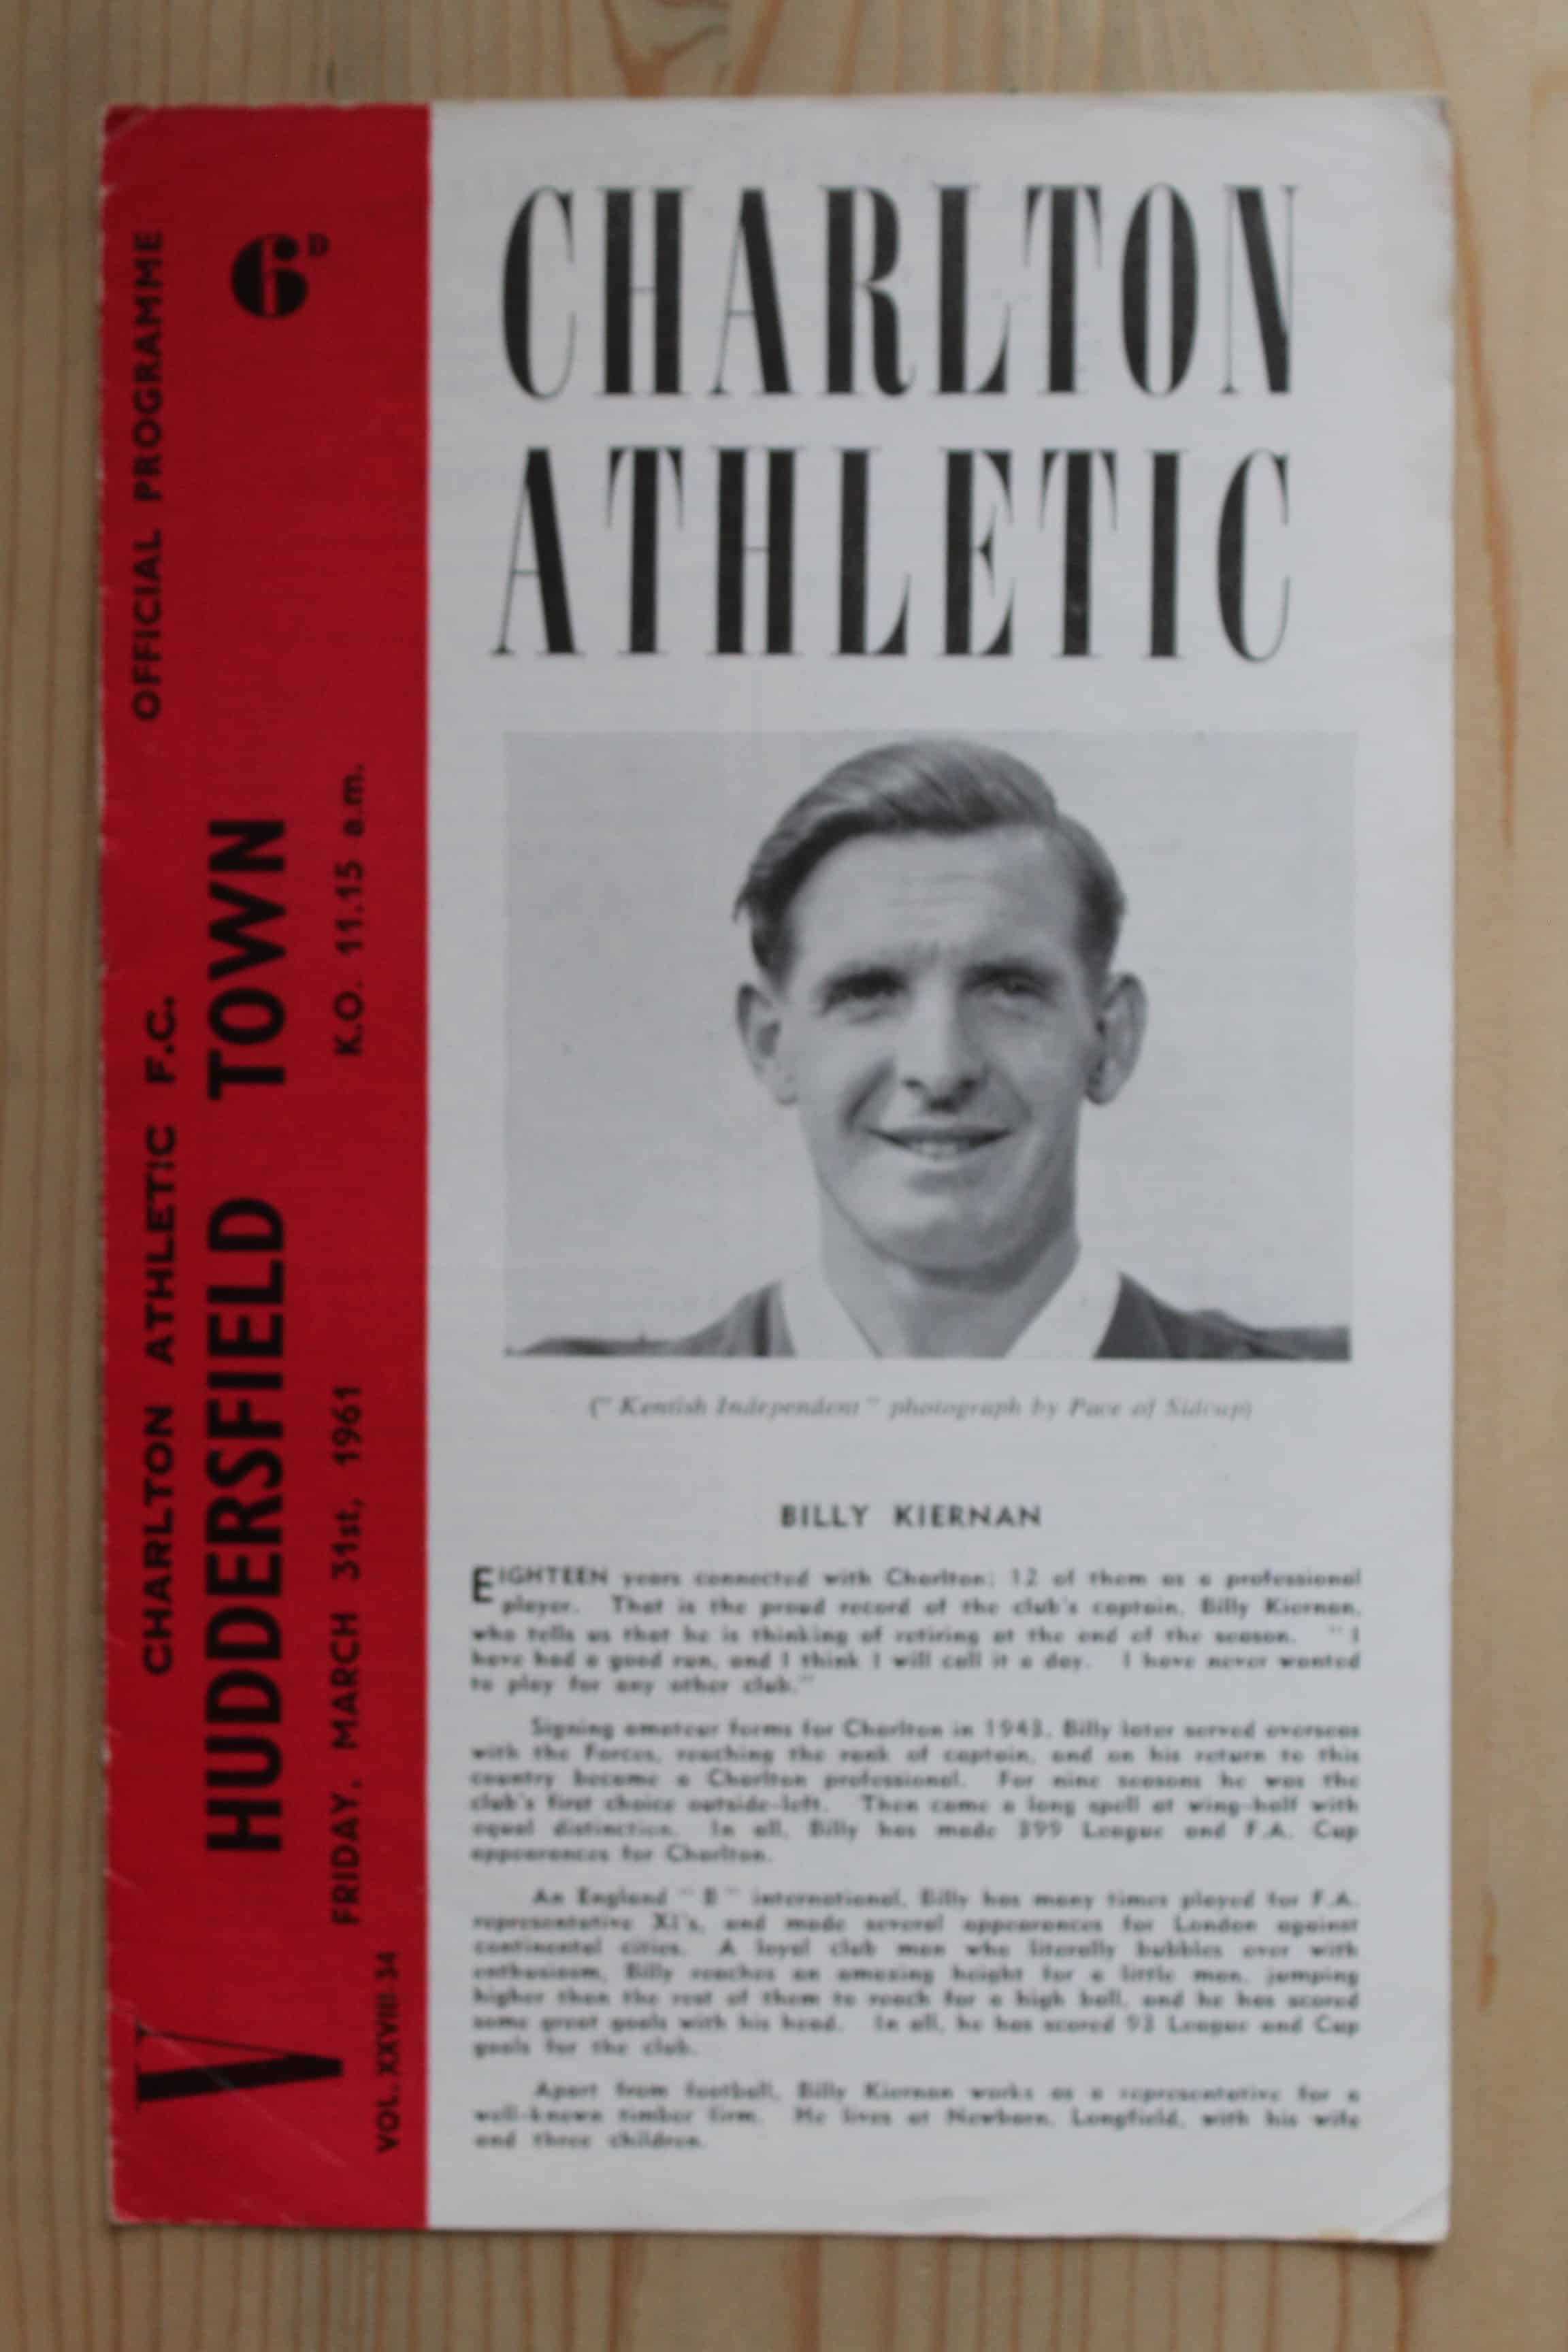 OFFICIAL PROGRAMME
6D
CHARLTON ATHLETIC F.C.
V HUDDERSFIELD TOWN
FRIDAY, MARCH 31st, 1961 K.O. 11.15 a.m.
VOL. XXVIII-34
CHARLTON
ATHLETIC
("Kentish Independent" photograph by Pace of Sidcup)
BILLY KIERNAN
EIGHTEEN years connected with Charlton; 12 of them as a professional
player. That is the proud record of the club's captain, Billy Kiernan,
who tells us that he is thinking of retiring at the end of the season. "I
have had a good run, and I think I will call it a day. I have never wanted
to play for any other club."
Signing amateur forms for Charlton in 1943, Billy later served overseas
with the Forces, reaching the rank of captain, and on his return to this
country became a Charlton professional. For nine seasons he was the
club's first choice outside-left. Then came a long spell at wing-half with
equal distinction. In all, Billy has made 399 League and F.A. Cup
appearances for Charlton.
An England "B" international, Billy has many times played for F.A.
representative XI's, and made several appearances for London against
continental cities. A loyal club man who literally bubbles over with
enthusiasm, Billy reaches an amazing height for a little man, jumping
higher than the rest of them to reach for a high ball, and he has scored
some great goals with his head. In all, he has scored 93 League and Cup
goals for the club.
Apart from football, Billy Kiernan works as a representative for a
well-known timber firm. He lives at Newbarn, Longfield, with his wife
and three children.